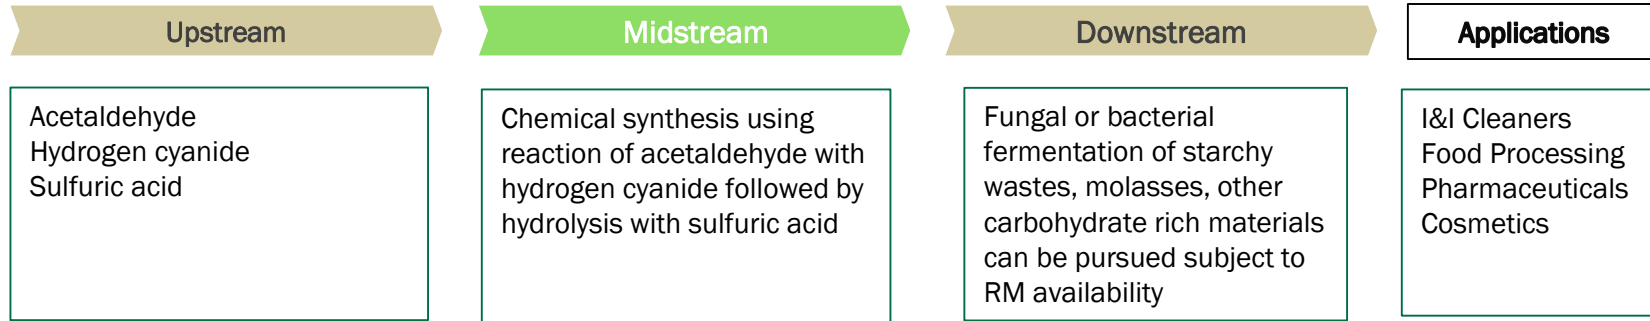 Upstream
Midstream
Downstream
Applications
Acetaldehyde
Hydrogen cyanide
Sulfuric acid
Chemical synthesis using
reaction of acetaldehyde with
hydrogen cyanide followed by
hydrolysis with sulfuric acid
Fungal or bacterial
fermentation of starchy
wastes, molasses, other
carbohydrate rich materials
can be pursued subject to
RM availability
I&I Cleaners
Food Processing
Pharmaceuticals
Cosmetics